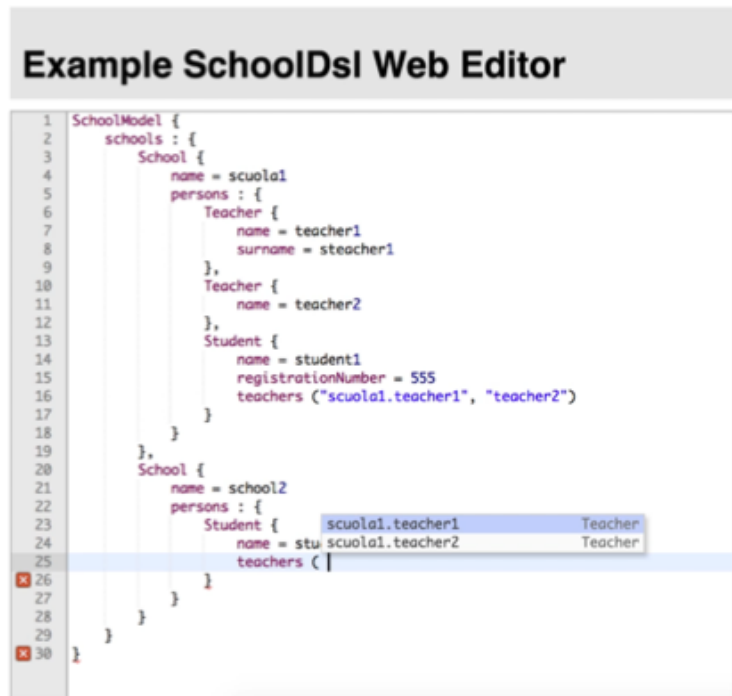 Example SchoolDsl Web Editor
1 SchoolModel {
2 schools : {
3 School {
4 name = scuola1
5 persons : {
6 Teacher {
7 name = teacher1
8 surname = steacher1
9 },
10 Teacher {
11 name = teacher2
12 },
13 Student {
14 name = student1
15 registrationNumber = 555
16 teachers ("scuola1.teacher1", "teacher2")
17 }
18 }
19 },
20 School {
21 name = school2
22 persons : {
23 Student {
scuola1.teacher1 Teacher
24 name = stu
scuola1.teacher2 Teacher
25 teachers (
26 }
27 }
28 }
29 }
30 }